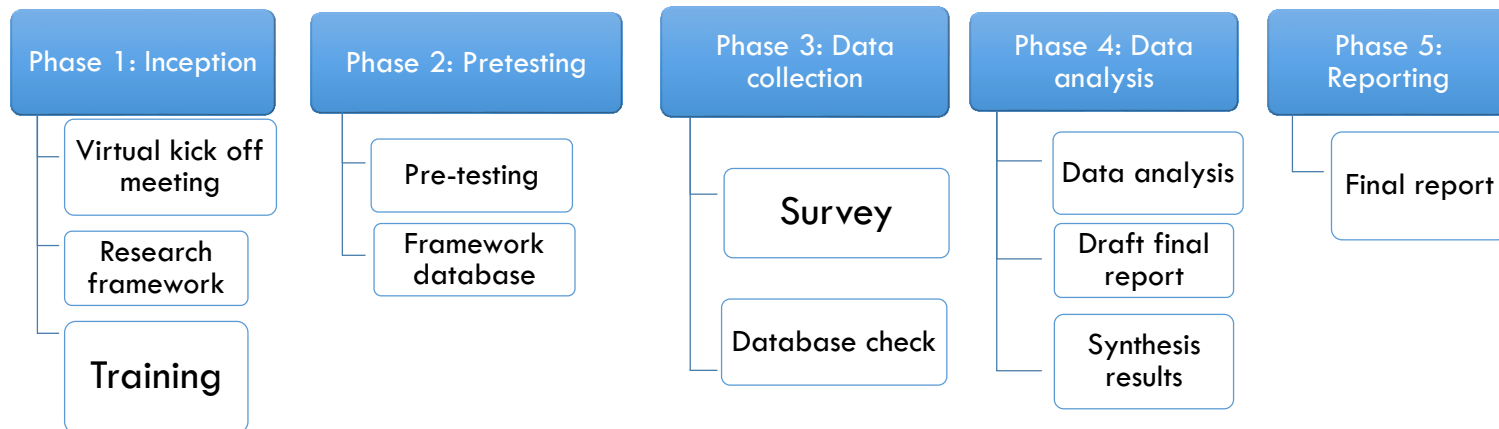 Phase 1: Inception
Virtual kick off
meeting
Research
framework
Training
Phase 2: Pretesting
Pre-testing
Framework
database
Phase 3: Data
collection
Survey
Database check
Phase 4: Data
analysis
Data analysis
Draft final
report
Synthesis
results
Phase 5:
Reporting
Final report